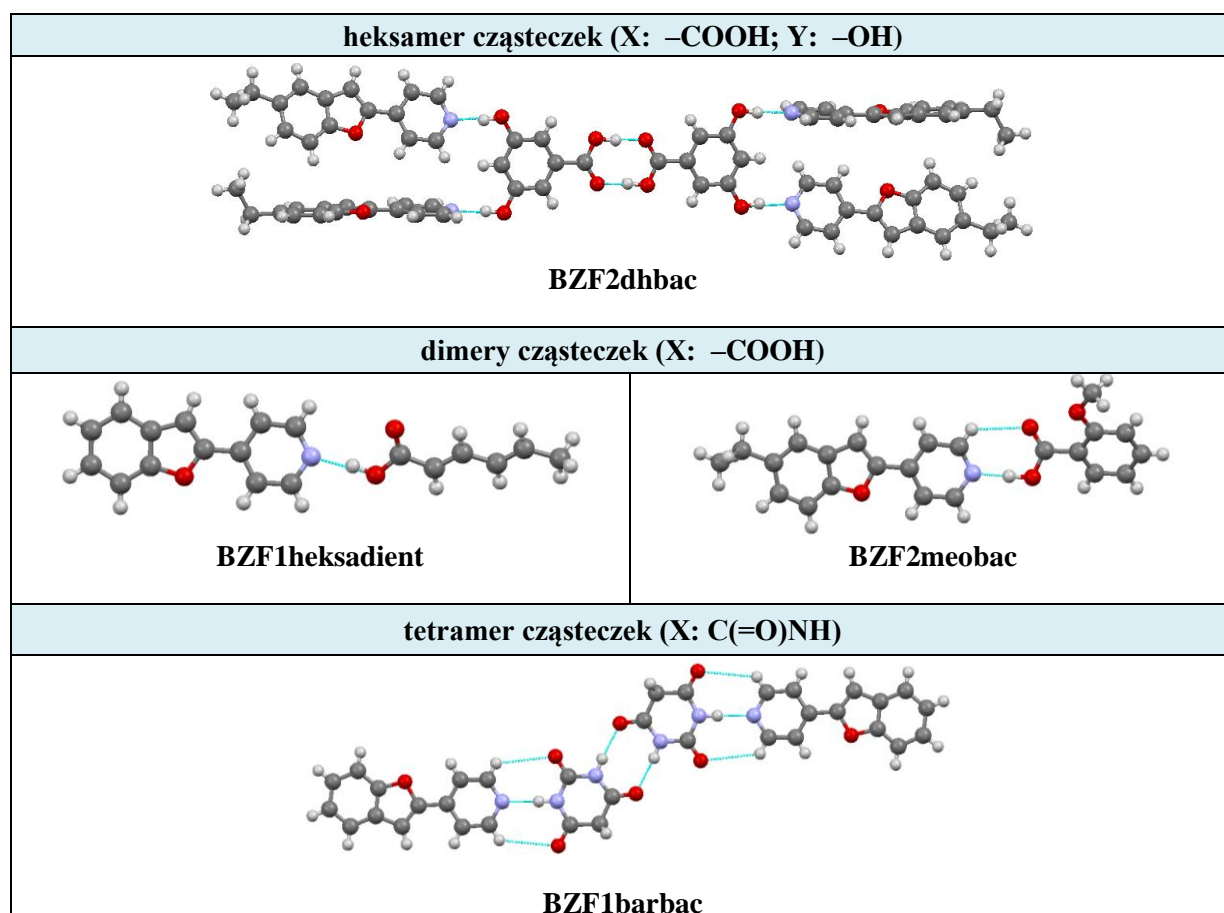 heksamer cząsteczek (X: –COOH; Y: –OH)
BZF2dhbac
dimery cząsteczek (X: –COOH)
BZF1heksadient
BZF2meobac
tetramer cząsteczek (X: C(=O)NH)
BZF1barbac